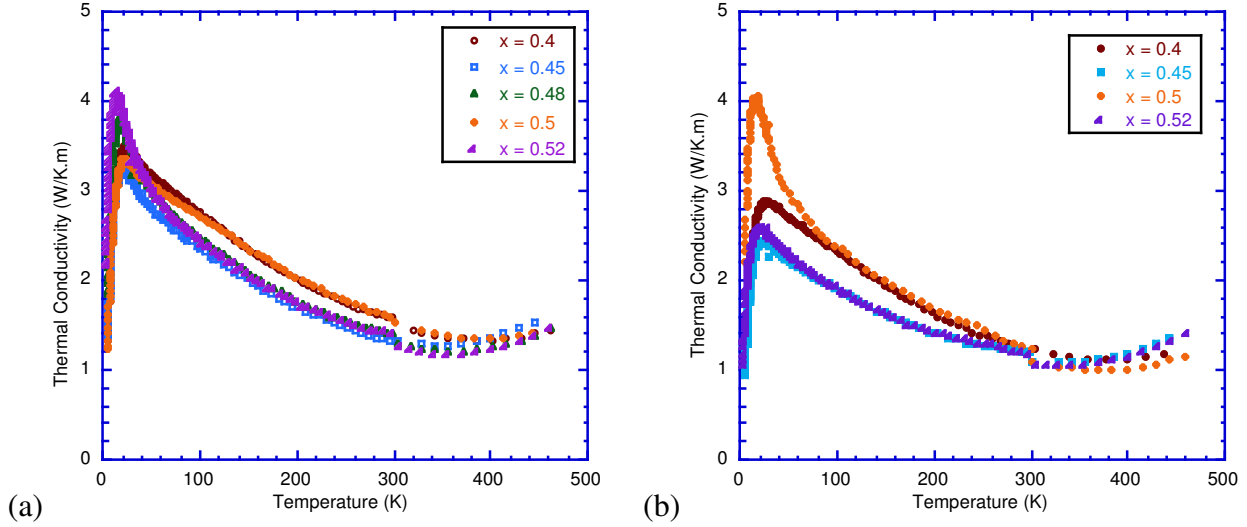 5
4
3
2
1
0
Thermal Conductivity (W/K.m)
x = 0.4
x = 0.45
x = 0.48
x = 0.5
x = 0.52
0 100 200 300 400 500
Temperature (K)
(a)
5
4
3
2
1
0
Thermal Conductivity (W/K.m)
x = 0.4
x = 0.45
x = 0.5
x = 0.52
0 100 200 300 400 500
Temperature (K)
(b)